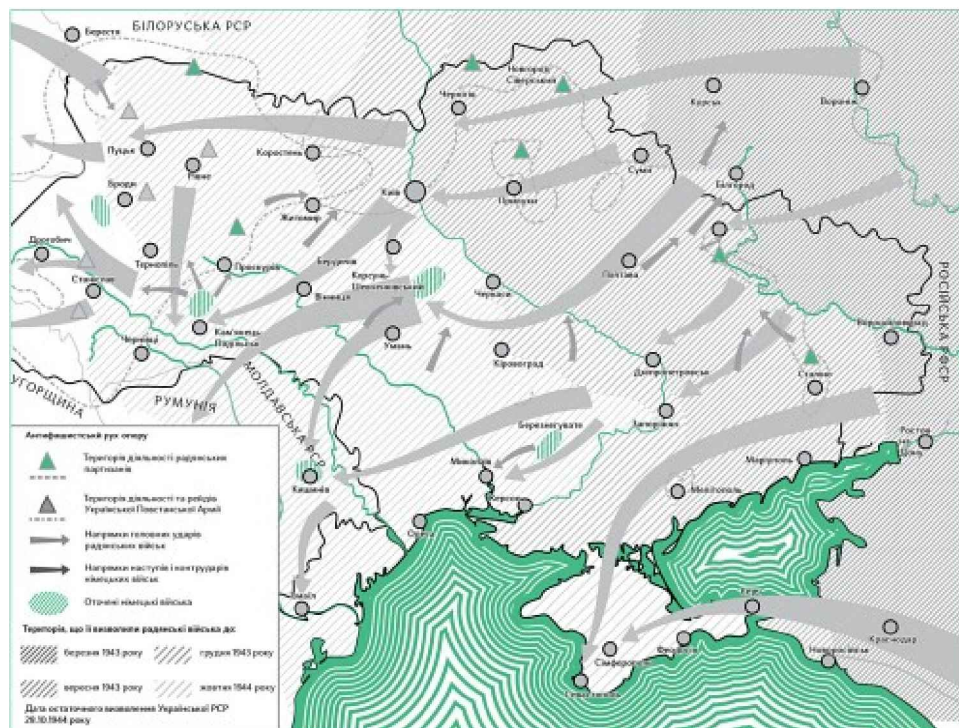 БІЛОРУСЬКА РСР
Берестя
Новгород
Сіверський
Чернігів
Курськ
Воронеж
Луцьк
Рівне
Коростень
Суми
Броди
Київ
Прилуки
Білгород
Житомир
Дрогобич
Тернопіль
Проскурів
Бердичів
Корсунь
Шевченківський
Полтава
Станіслав
Вінниця
Черкаси
РОСІЙСЬКА РФСР
Чернівці
Кам'янець
Подільськ
Умань
Кіровоград
Дніпропетровськ
Ворошиловград
Сталіно
УГОРЩИНА
РУМУНІЯ
МОЛДАВСЬКА РСР
Березнегувате
Запоріжжя
Ростов
на
Дону
Маріуполь
Мелітополь
Миколаїв
Херсон
Кишинів
Одеса
Ізмаїл
Керч
Феодосія
Сімферополь
Севастополь
Краснодар
Новоросійськ
Антифашистський рух опору
Територія діяльності радянських
партизанів
Територія діяльності та рейдів
Української Повстанської Армії
Напрямки головних ударів
радянських військ
Напрямки наступів і контрударів
німецьких військ
Оточені німецькі війська
Територія, що її визволили радянські війська до:
березня 1943 року
грудня 1943 року
вересня 1943 року
жовтня 1944 року
Дата остаточного визволення Української РСР
28.10.1944 року